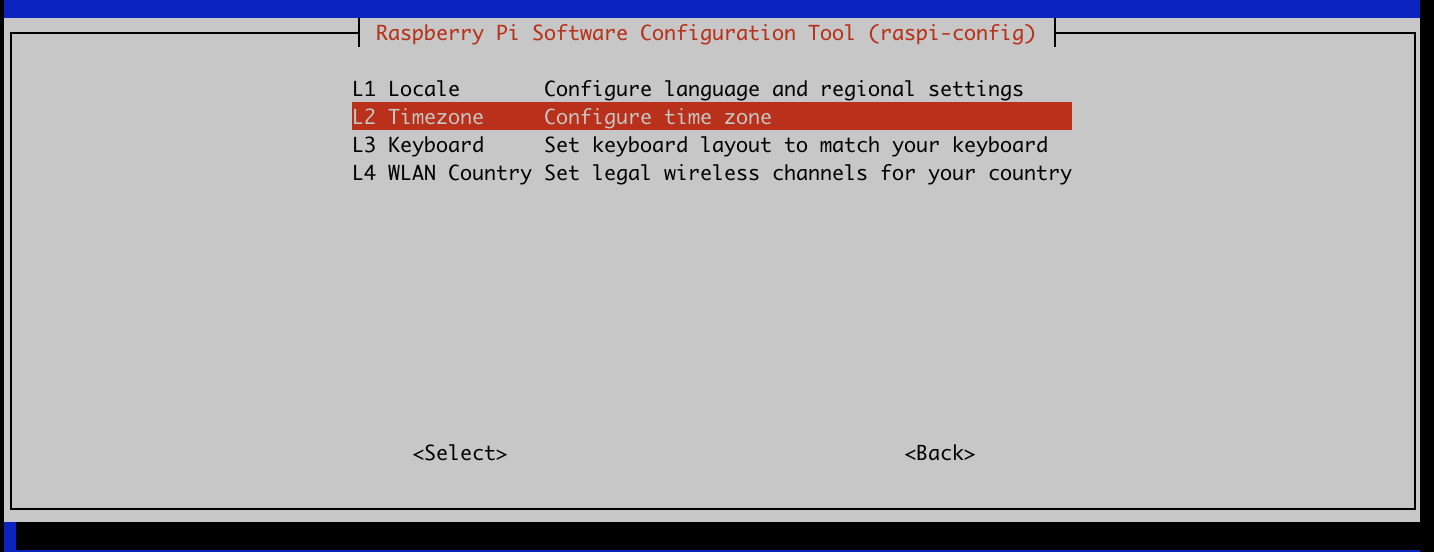 Raspberry Pi Software Configuration Tool (raspi-config)
L1 Locale Configure language and regional settings
L2 Timezone Configure time zone
L3 Keyboard Set keyboard layout to match your keyboard
L4 WLAN Country Set legal wireless channels for your country
<Select> <Back>